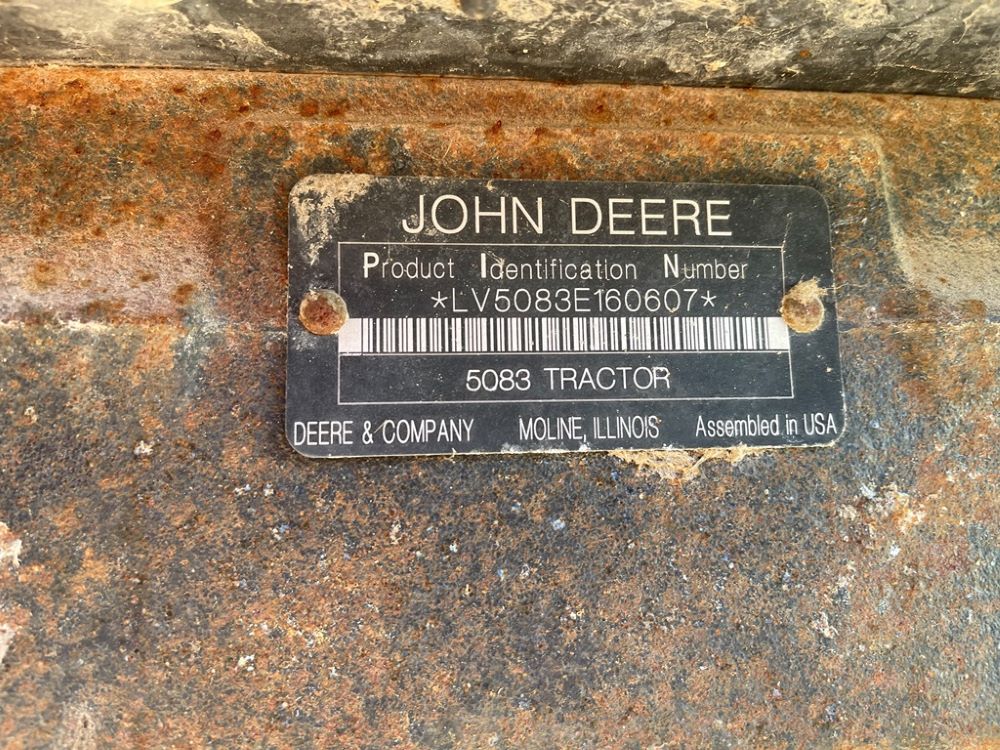 JOHN DEERE
Product Identification Number
*LV5083E160607*
5083 TRACTOR
DEERE & COMPANY MOLINE, ILLINOIS Assembled in USA